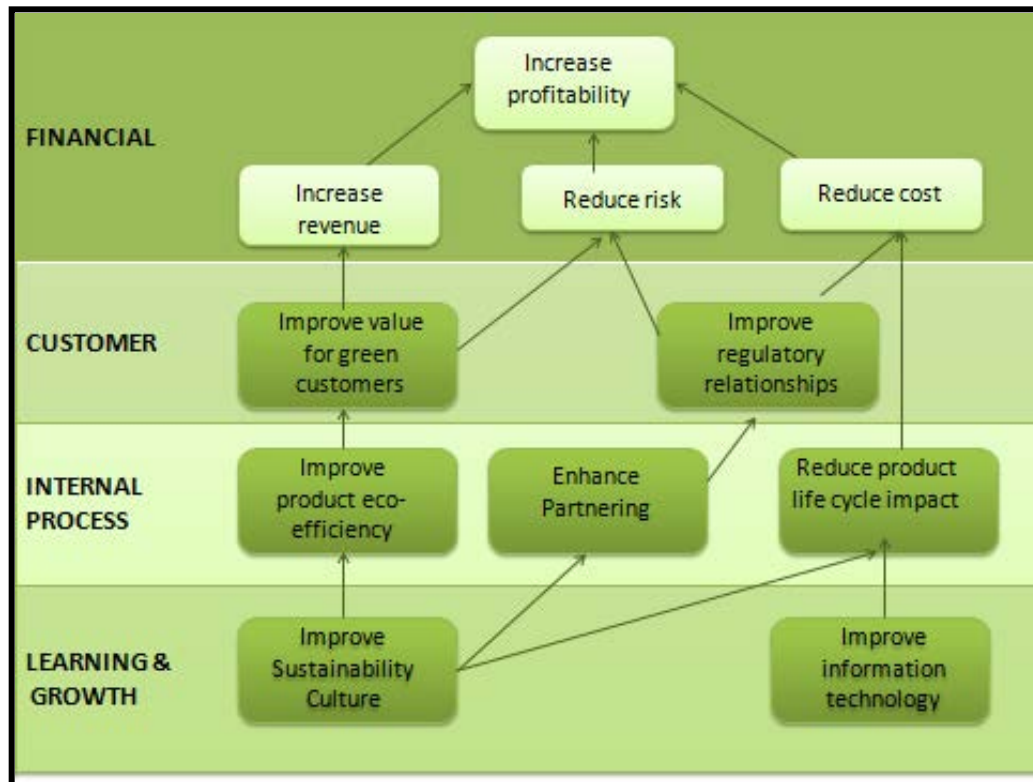 Increase
profitability
FINANCIAL
Increase
revenue
Reduce risk
Reduce cost
CUSTOMER
Improve value
for green
customers
Improve
regulatory
relationships
INTERNAL
PROCESS
Improve
product eco-
efficiency
Enhance
Partnering
Reduce product
life cycle impact
LEARNING &
GROWTH
Improve
Sustainability
Culture
Improve
information
technology